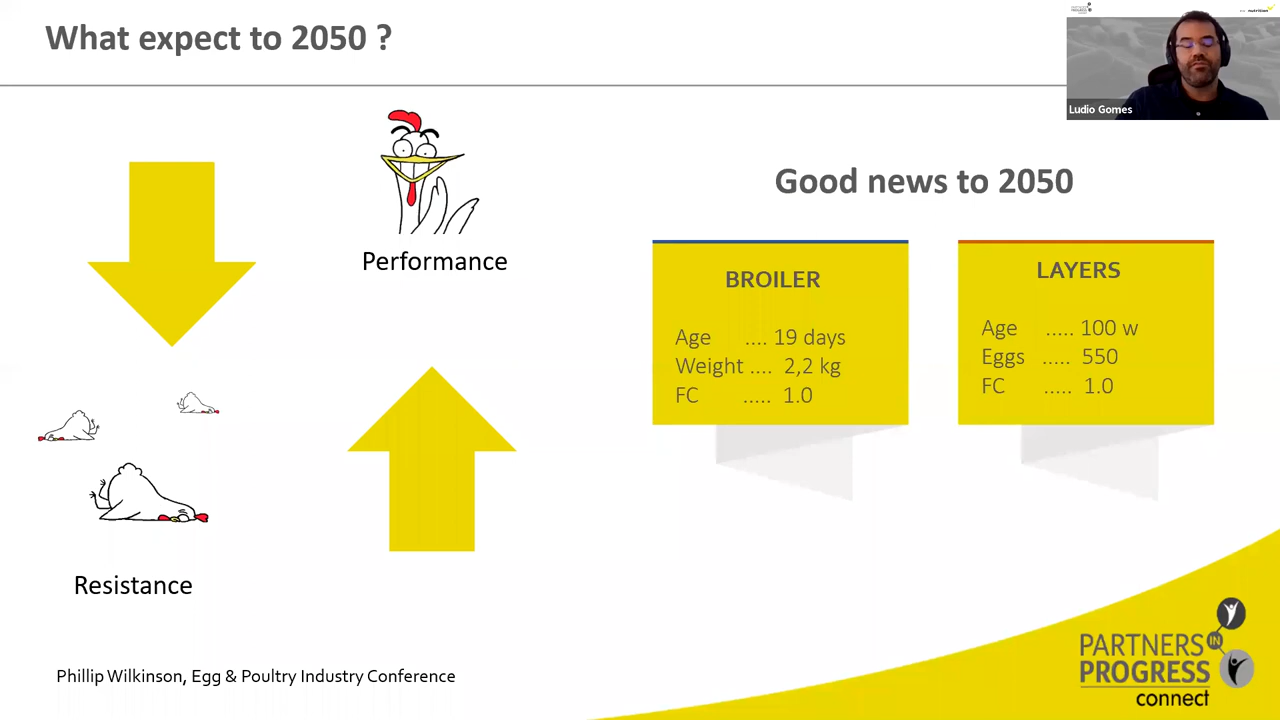 What expect to 2050 ?
Ludio Gomes
Performance
Resistance
Good news to 2050
BROILER
Age .... 19 days
Weight .... 2,2 kg
FC ..... 1.0
LAYERS
Age ..... 100 w
Eggs ..... 550
FC ..... 1.0
Phillip Wilkinson, Egg & Poultry Industry Conference
PARTNERS IN
PROGRESS
connect